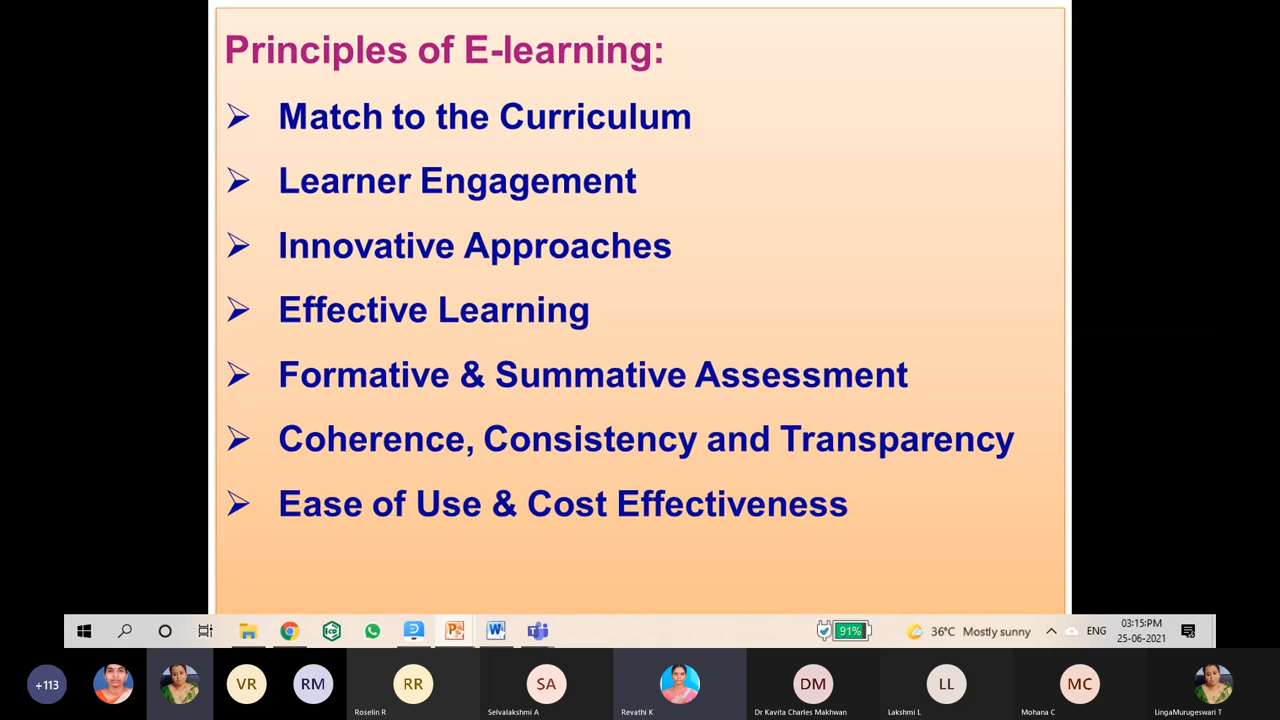 Principles of E-learning:
➢ Match to the Curriculum
➢ Learner Engagement
➢ Innovative Approaches
➢ Effective Learning
➢ Formative & Summative Assessment
➢ Coherence, Consistency and Transparency
➢ Ease of Use & Cost Effectiveness
91% 36°C Mostly sunny ENG 03:15:PM
25-06-2021
+113 VR RM RR SA DM LL MC
Roselin R Selvalakshmi A Revathi K Dr Kavita Charles Makhwan Lakshmi L Mohana C LingaMurugeswari T